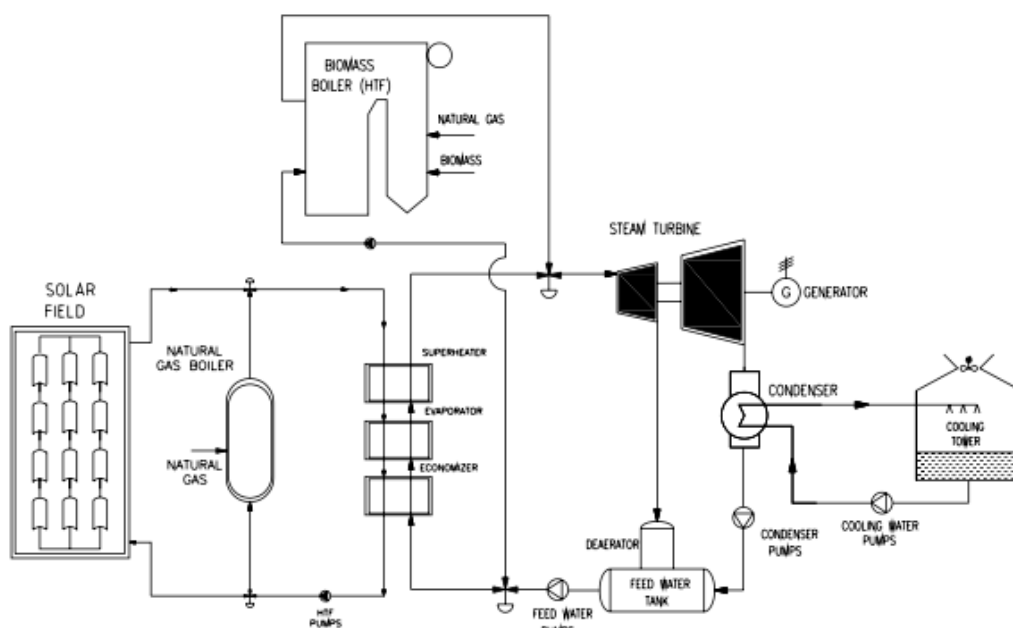 BIOMASS
BOILER (HTF)
NATURAL GAS
BIOMASS
STEAM TURBINE
G
GENERATOR
SOLAR
FIELD
NATURAL
GAS BOILER
SUPERHEATER
EVAPORATOR
ECONOMIZER
NATURAL
GAS
CONDENSER
COOLING
TOWER
COOLING WATER
PUMPS
CONDENSER
PUMPS
DEAERATOR
FEED WATER
TANK
HTF
PUMPS
FEED WATER